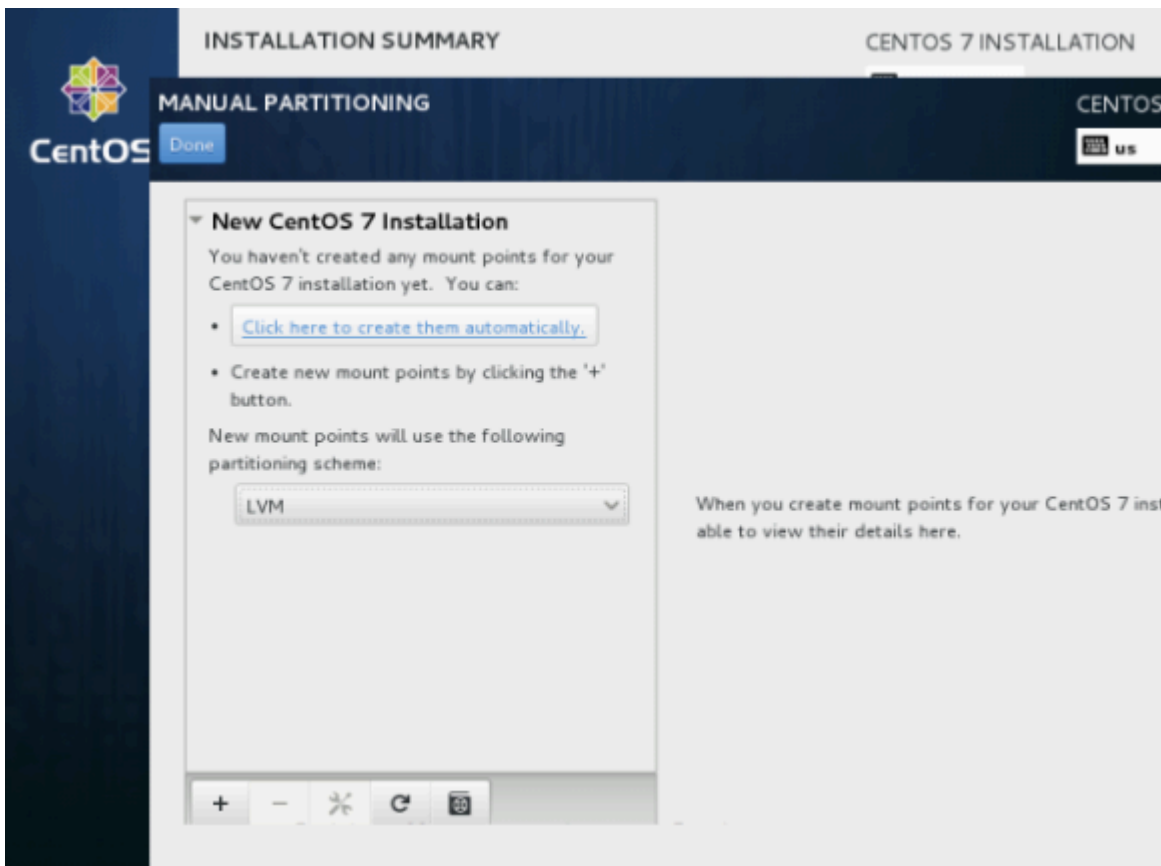 INSTALLATION SUMMARY
CENTOS 7 INSTALLATION
MANUAL PARTITIONING
CENTOS
CentOS
Done
us
New CentOS 7 Installation
You haven't created any mount points for your
CentOS 7 installation yet. You can:
• Click here to create them automatically.
• Create new mount points by clicking the '+'
button.
New mount points will use the following
partitioning scheme:
LVM
When you create mount points for your CentOS 7 inst
able to view their details here.
+ −